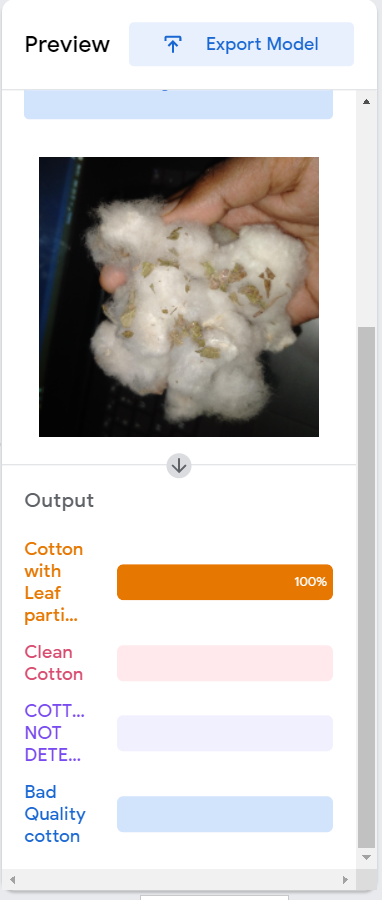 Preview
Export Model
Output
Cotton
with
Leaf
parti...
100%
Clean
Cotton
COTT...
NOT
DETE...
Bad
Quality
cotton